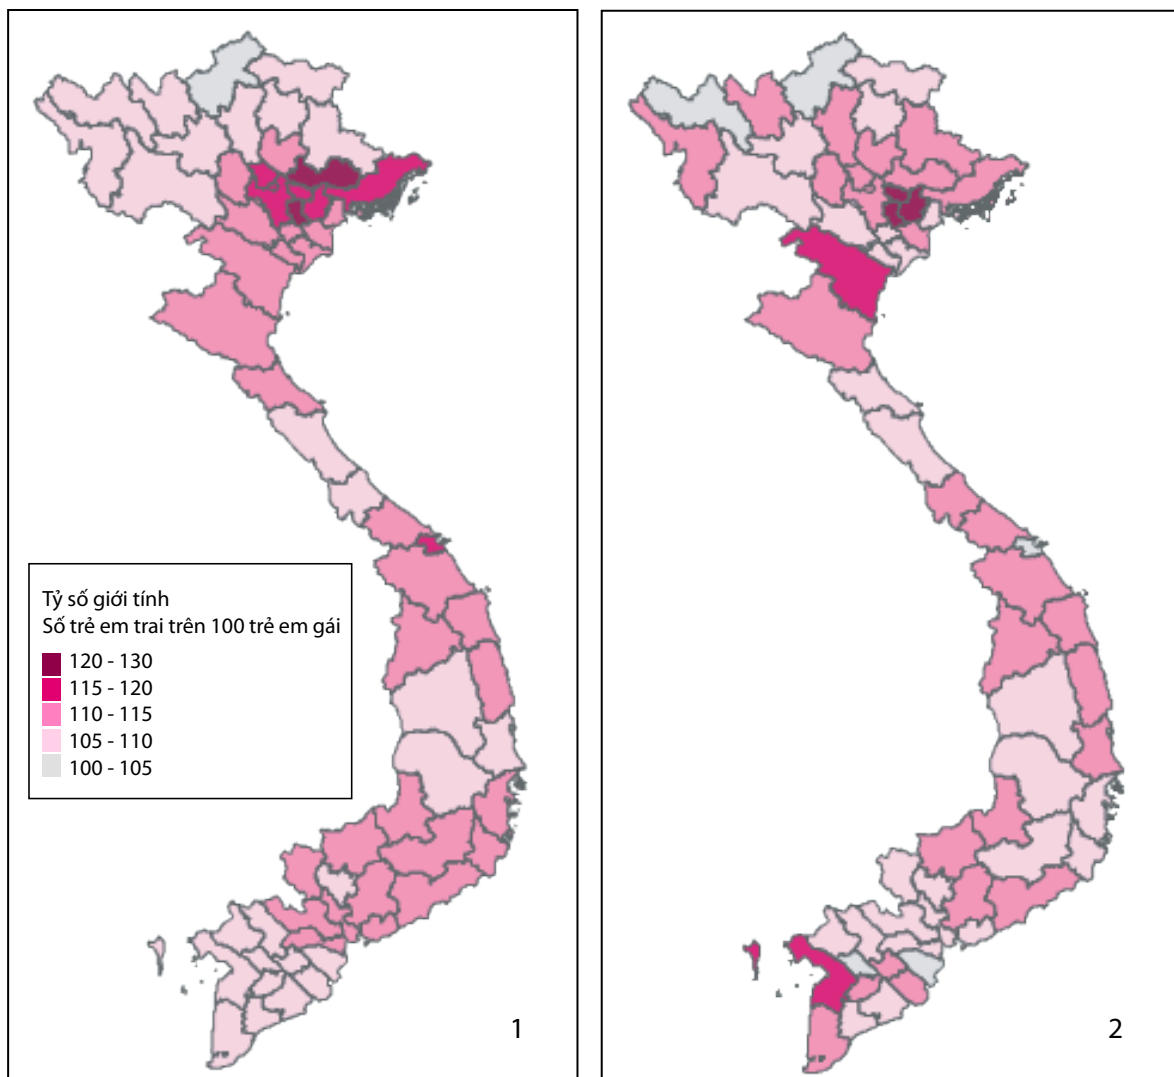 Tỷ số giới tính
Số trẻ em trai trên 100 trẻ em gái
120 - 130
115 - 120
110 - 115
105 - 110
100 - 105
1
2